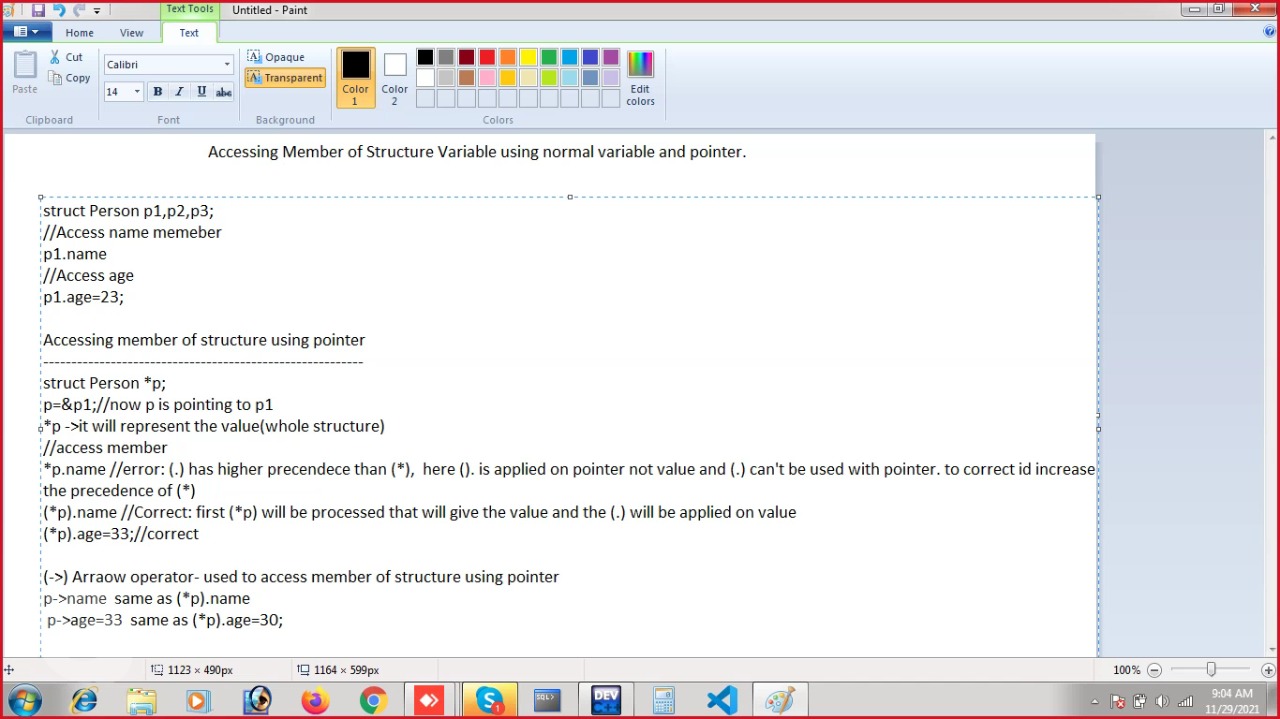 Text Tools
Untitled - Paint
Home
View
Text
Paste
Cut
Copy
Clipboard
Calibri
14
B I U abc
Font
Opaque
Transparent
Background
Color 1
Color 2
Edit colors
Colors
Accessing Member of Structure Variable using normal variable and pointer.
struct Person p1,p2,p3;
//Access name memeber
p1.name
//Access age
p1.age=23;
Accessing member of structure using pointer
----------------------------------------------------------
struct Person *p;
p=&p1;//now p is pointing to p1
*p ->it will represent the value(whole structure)
//access member
*p.name //error: (.) has higher precendece than (*),  here (). is applied on pointer not value and (.) can't be used with pointer. to correct id increase
the precedence of (*)
(*p).name //Correct: first (*p) will be processed that will give the value and the (.) will be applied on value
(*p).age=33;//correct
(->) Arraow operator- used to access member of structure using pointer
p->name  same as (*p).name
p->age=33  same as (*p).age=30;
1123 × 490px
1164 × 599px
100%
S 1
SQL>
DEV C++
9:04 AM
11/29/2021